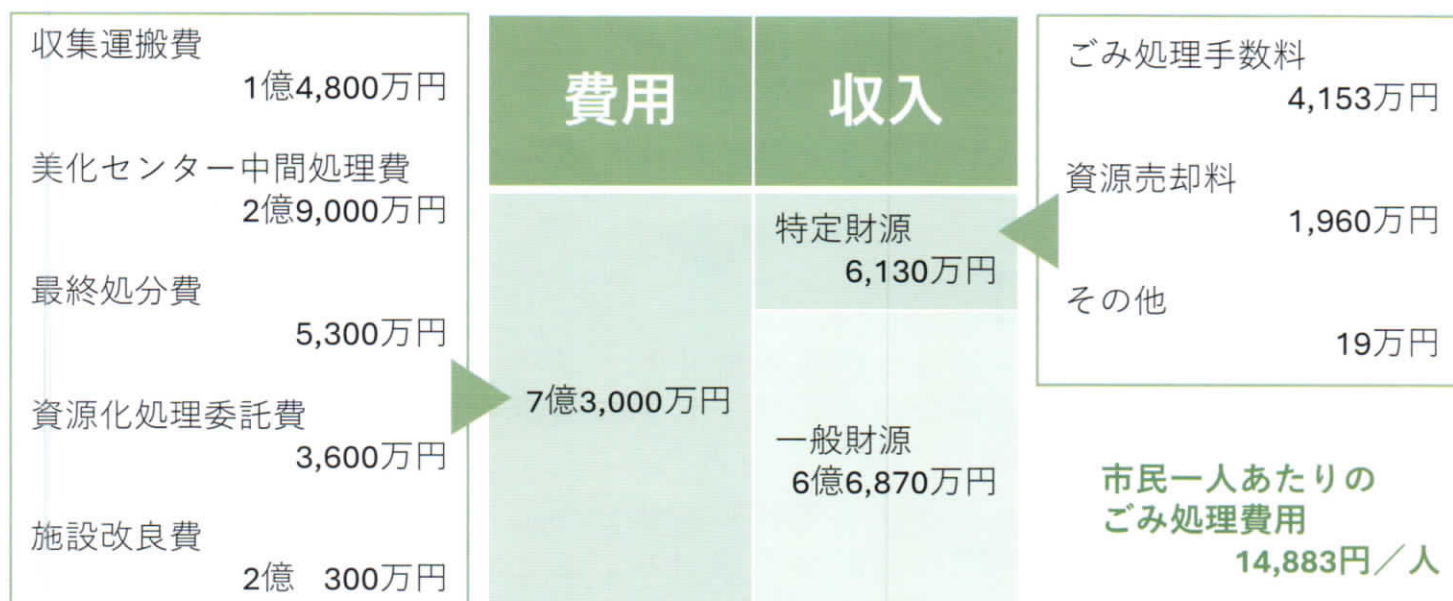 収集運搬費
1億4,800万円
美化センター中間処理費
2億9,000万円
最終処分費
5,300万円
資源化処理委託費
3,600万円
施設改良費
2億　300万円
費用
収入
7億3,000万円
特定財源
6,130万円
一般財源
6億6,870万円
ごみ処理手数料
4,153万円
資源売却料
1,960万円
その他
19万円
市民一人あたりの
ごみ処理費用
14,883円／人